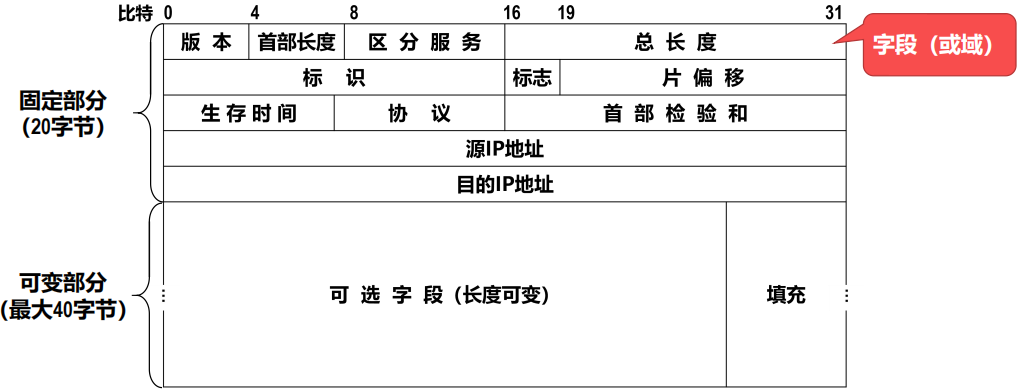 比特 0 4 8 16 19 31
版本 首部长度 区分服务 总长度
字段（或域）
标识 标志 片偏移
固定部分
(20字节)
生存时间 协议 首部检验和
源IP地址
目的IP地址
可变部分
(最大40字节)
可选字段（长度可变） 填充